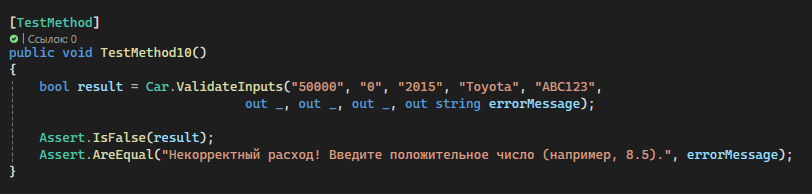 [TestMethod]
| Ссылок: 0
public void TestMethod10()
{
bool result = Car.ValidateInputs("50000", "0", "2015", "Toyota", "ABC123",
out _, out _, out _, out string errorMessage);
Assert.IsFalse(result);
Assert.AreEqual("Некорректный расход! Введите положительное число (например, 8.5).", errorMessage);
}